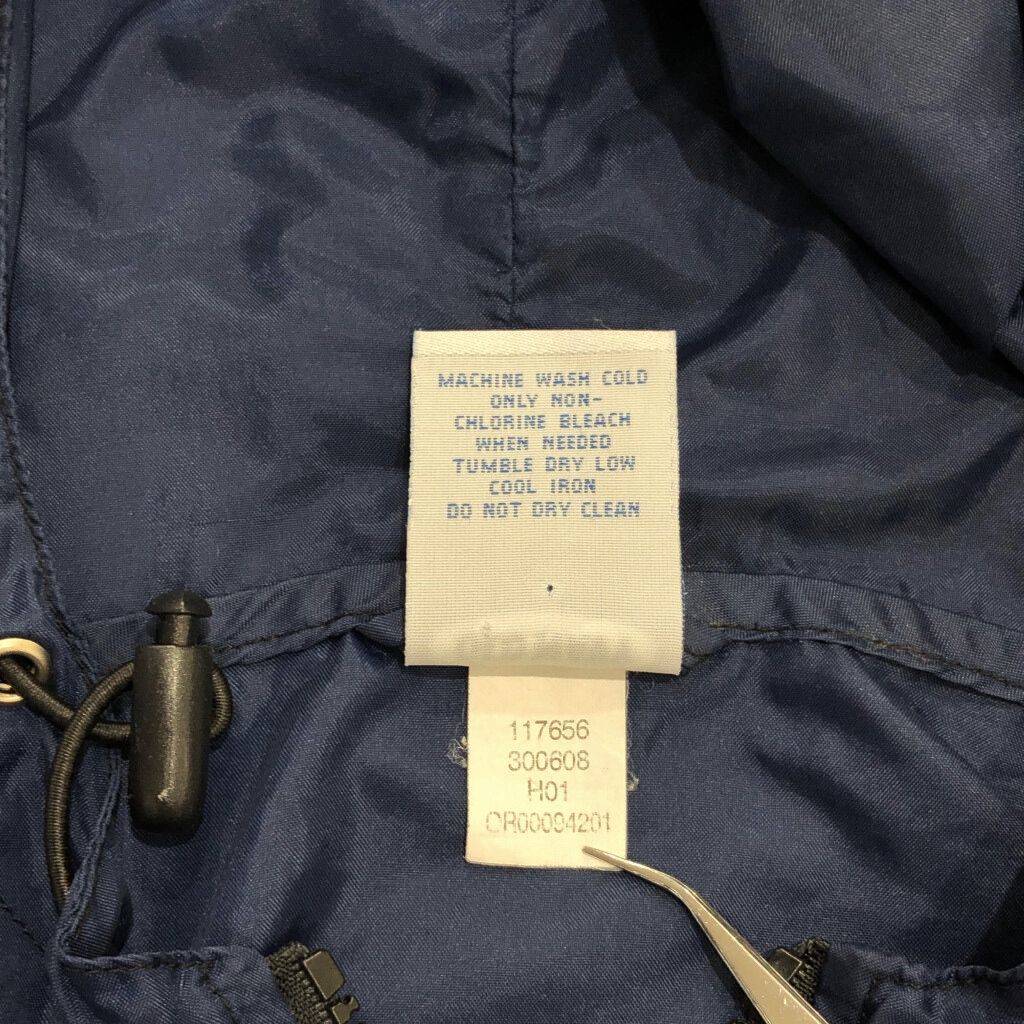 MACHINE WASH COLD
ONLY NON-
CHLORINE BLEACH
WHEN NEEDED
TUMBLE DRY LOW
COOL IRON
DO NOT DRY CLEAN
117656
300608
H01
OR00094201